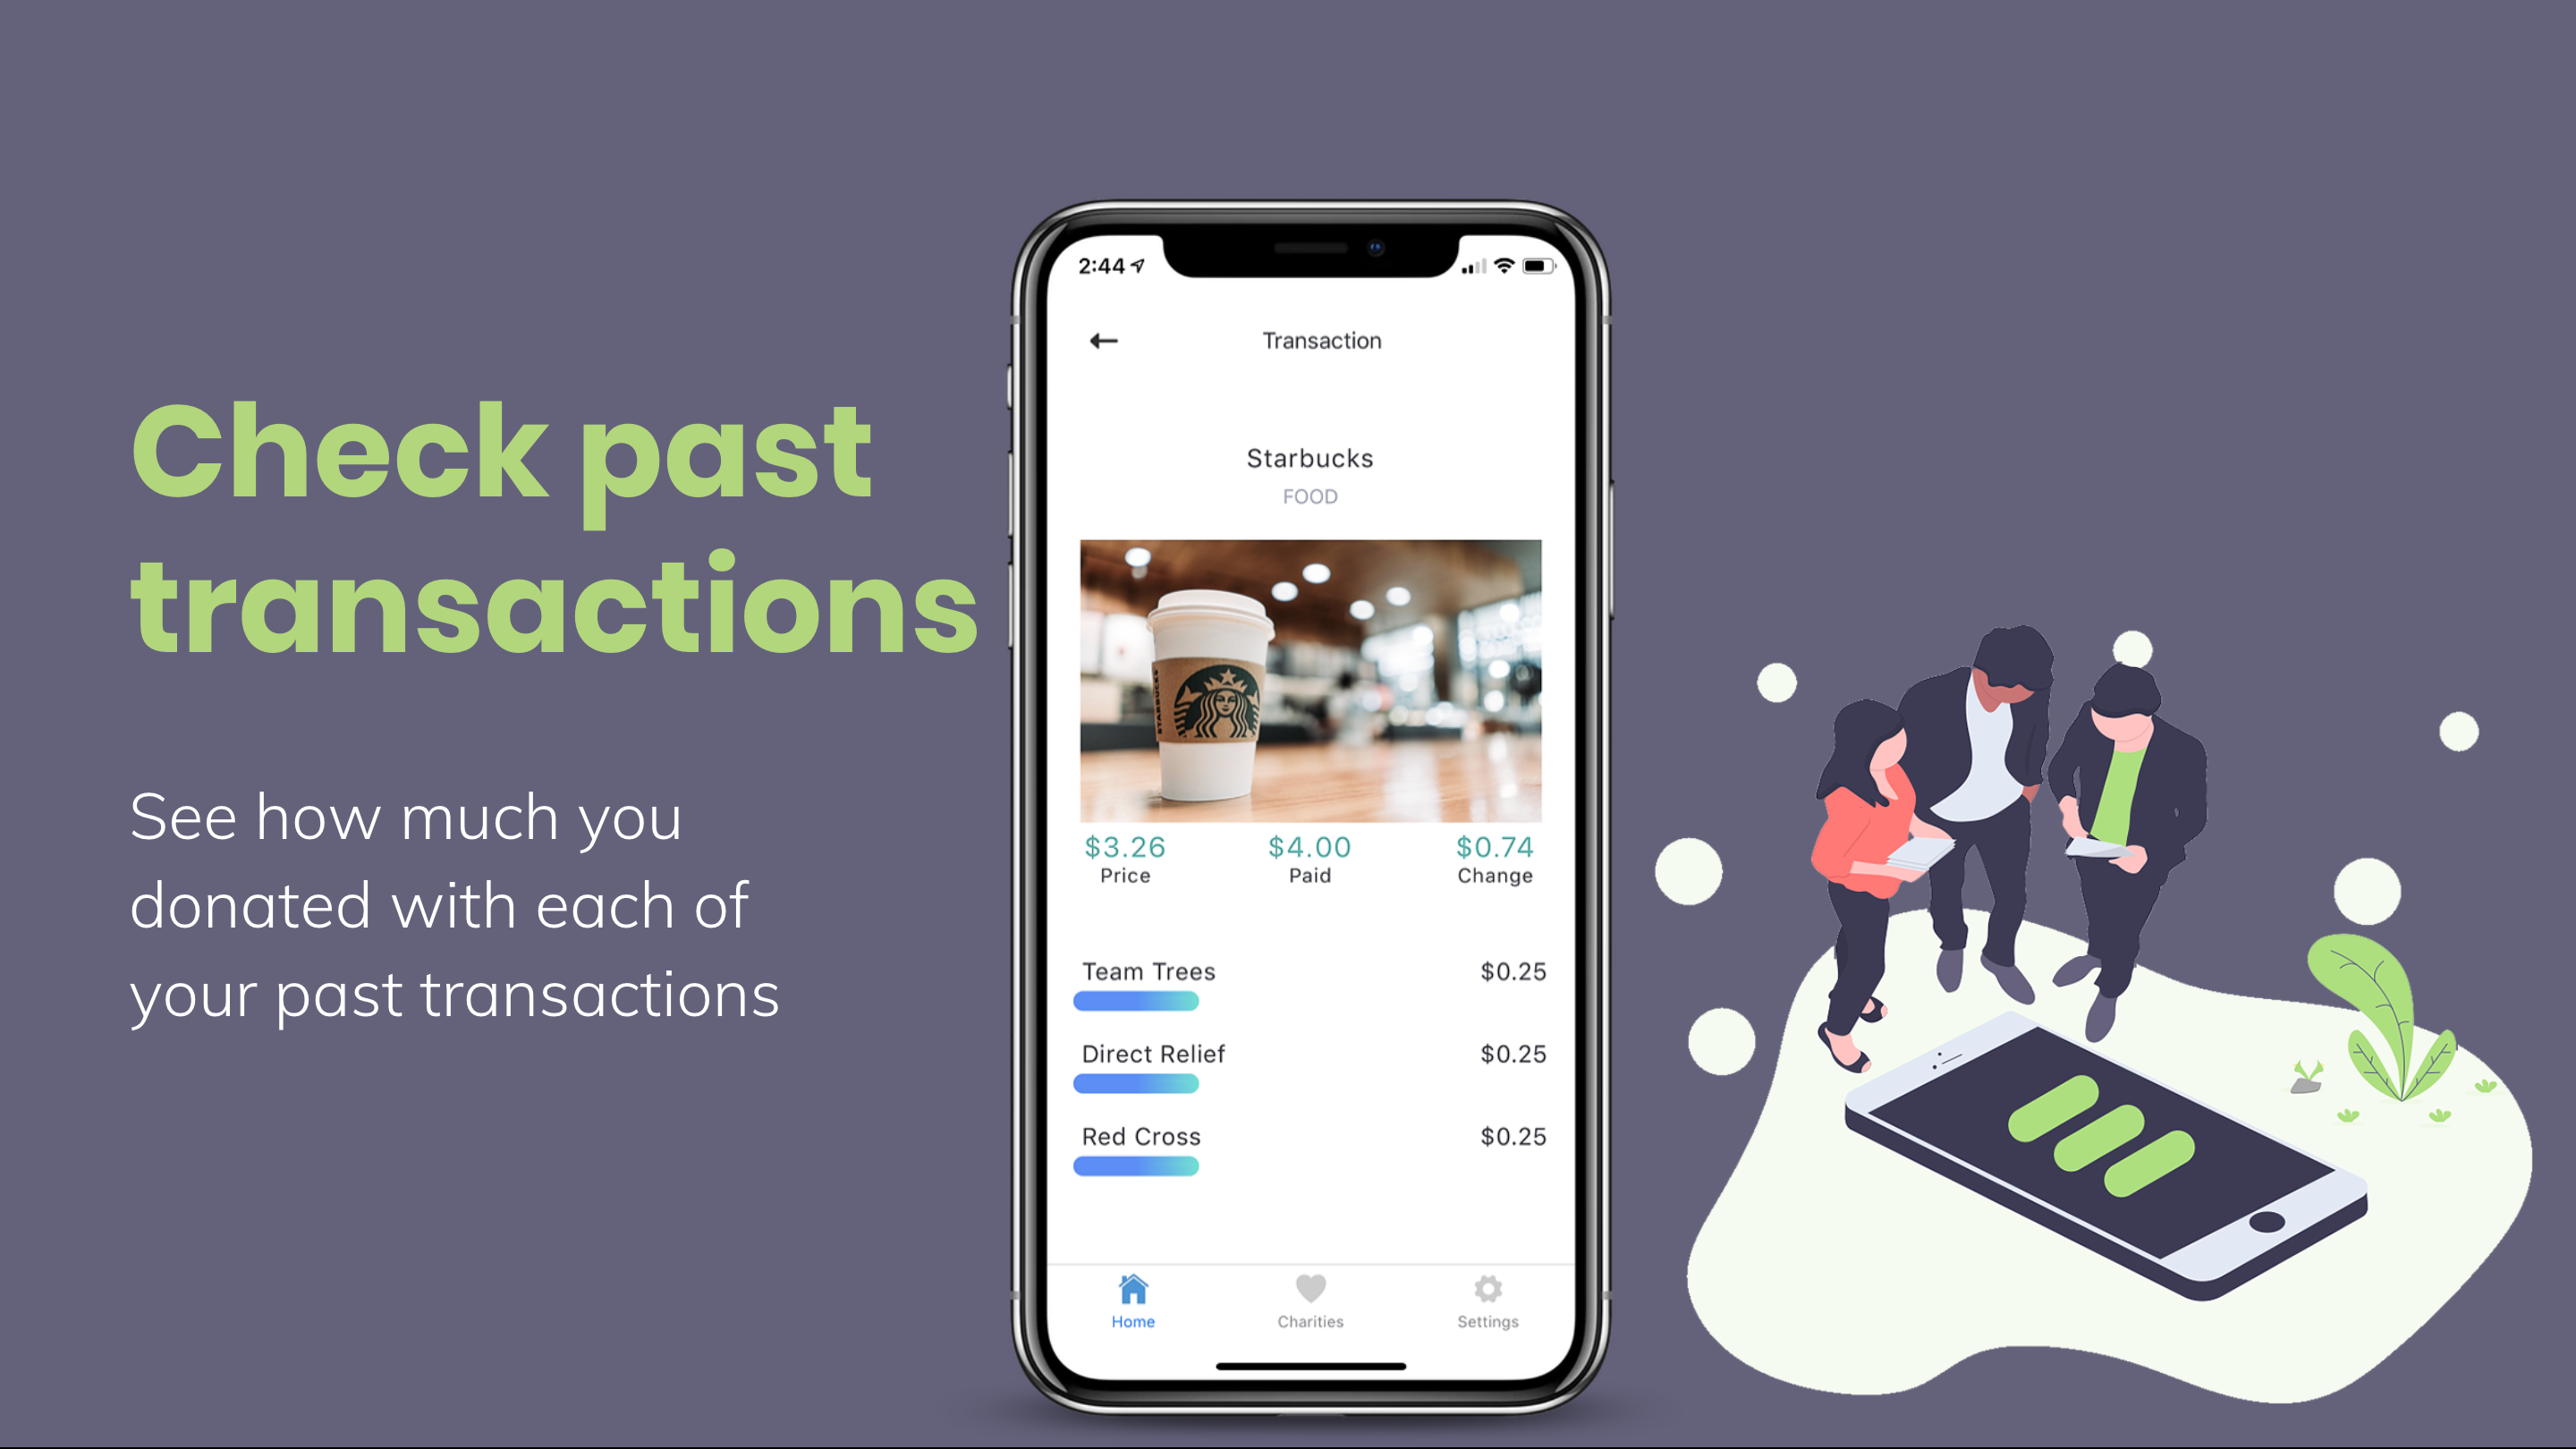 Check past
transactions
See how much you
donated with each of
your past transactions
2:44
Transaction
Starbucks
FOOD
STARBUCKS
$3.26 $4.00 $0.74
Price Paid Change
Team Trees $0.25
Direct Relief $0.25
Red Cross $0.25
Home Charities Settings